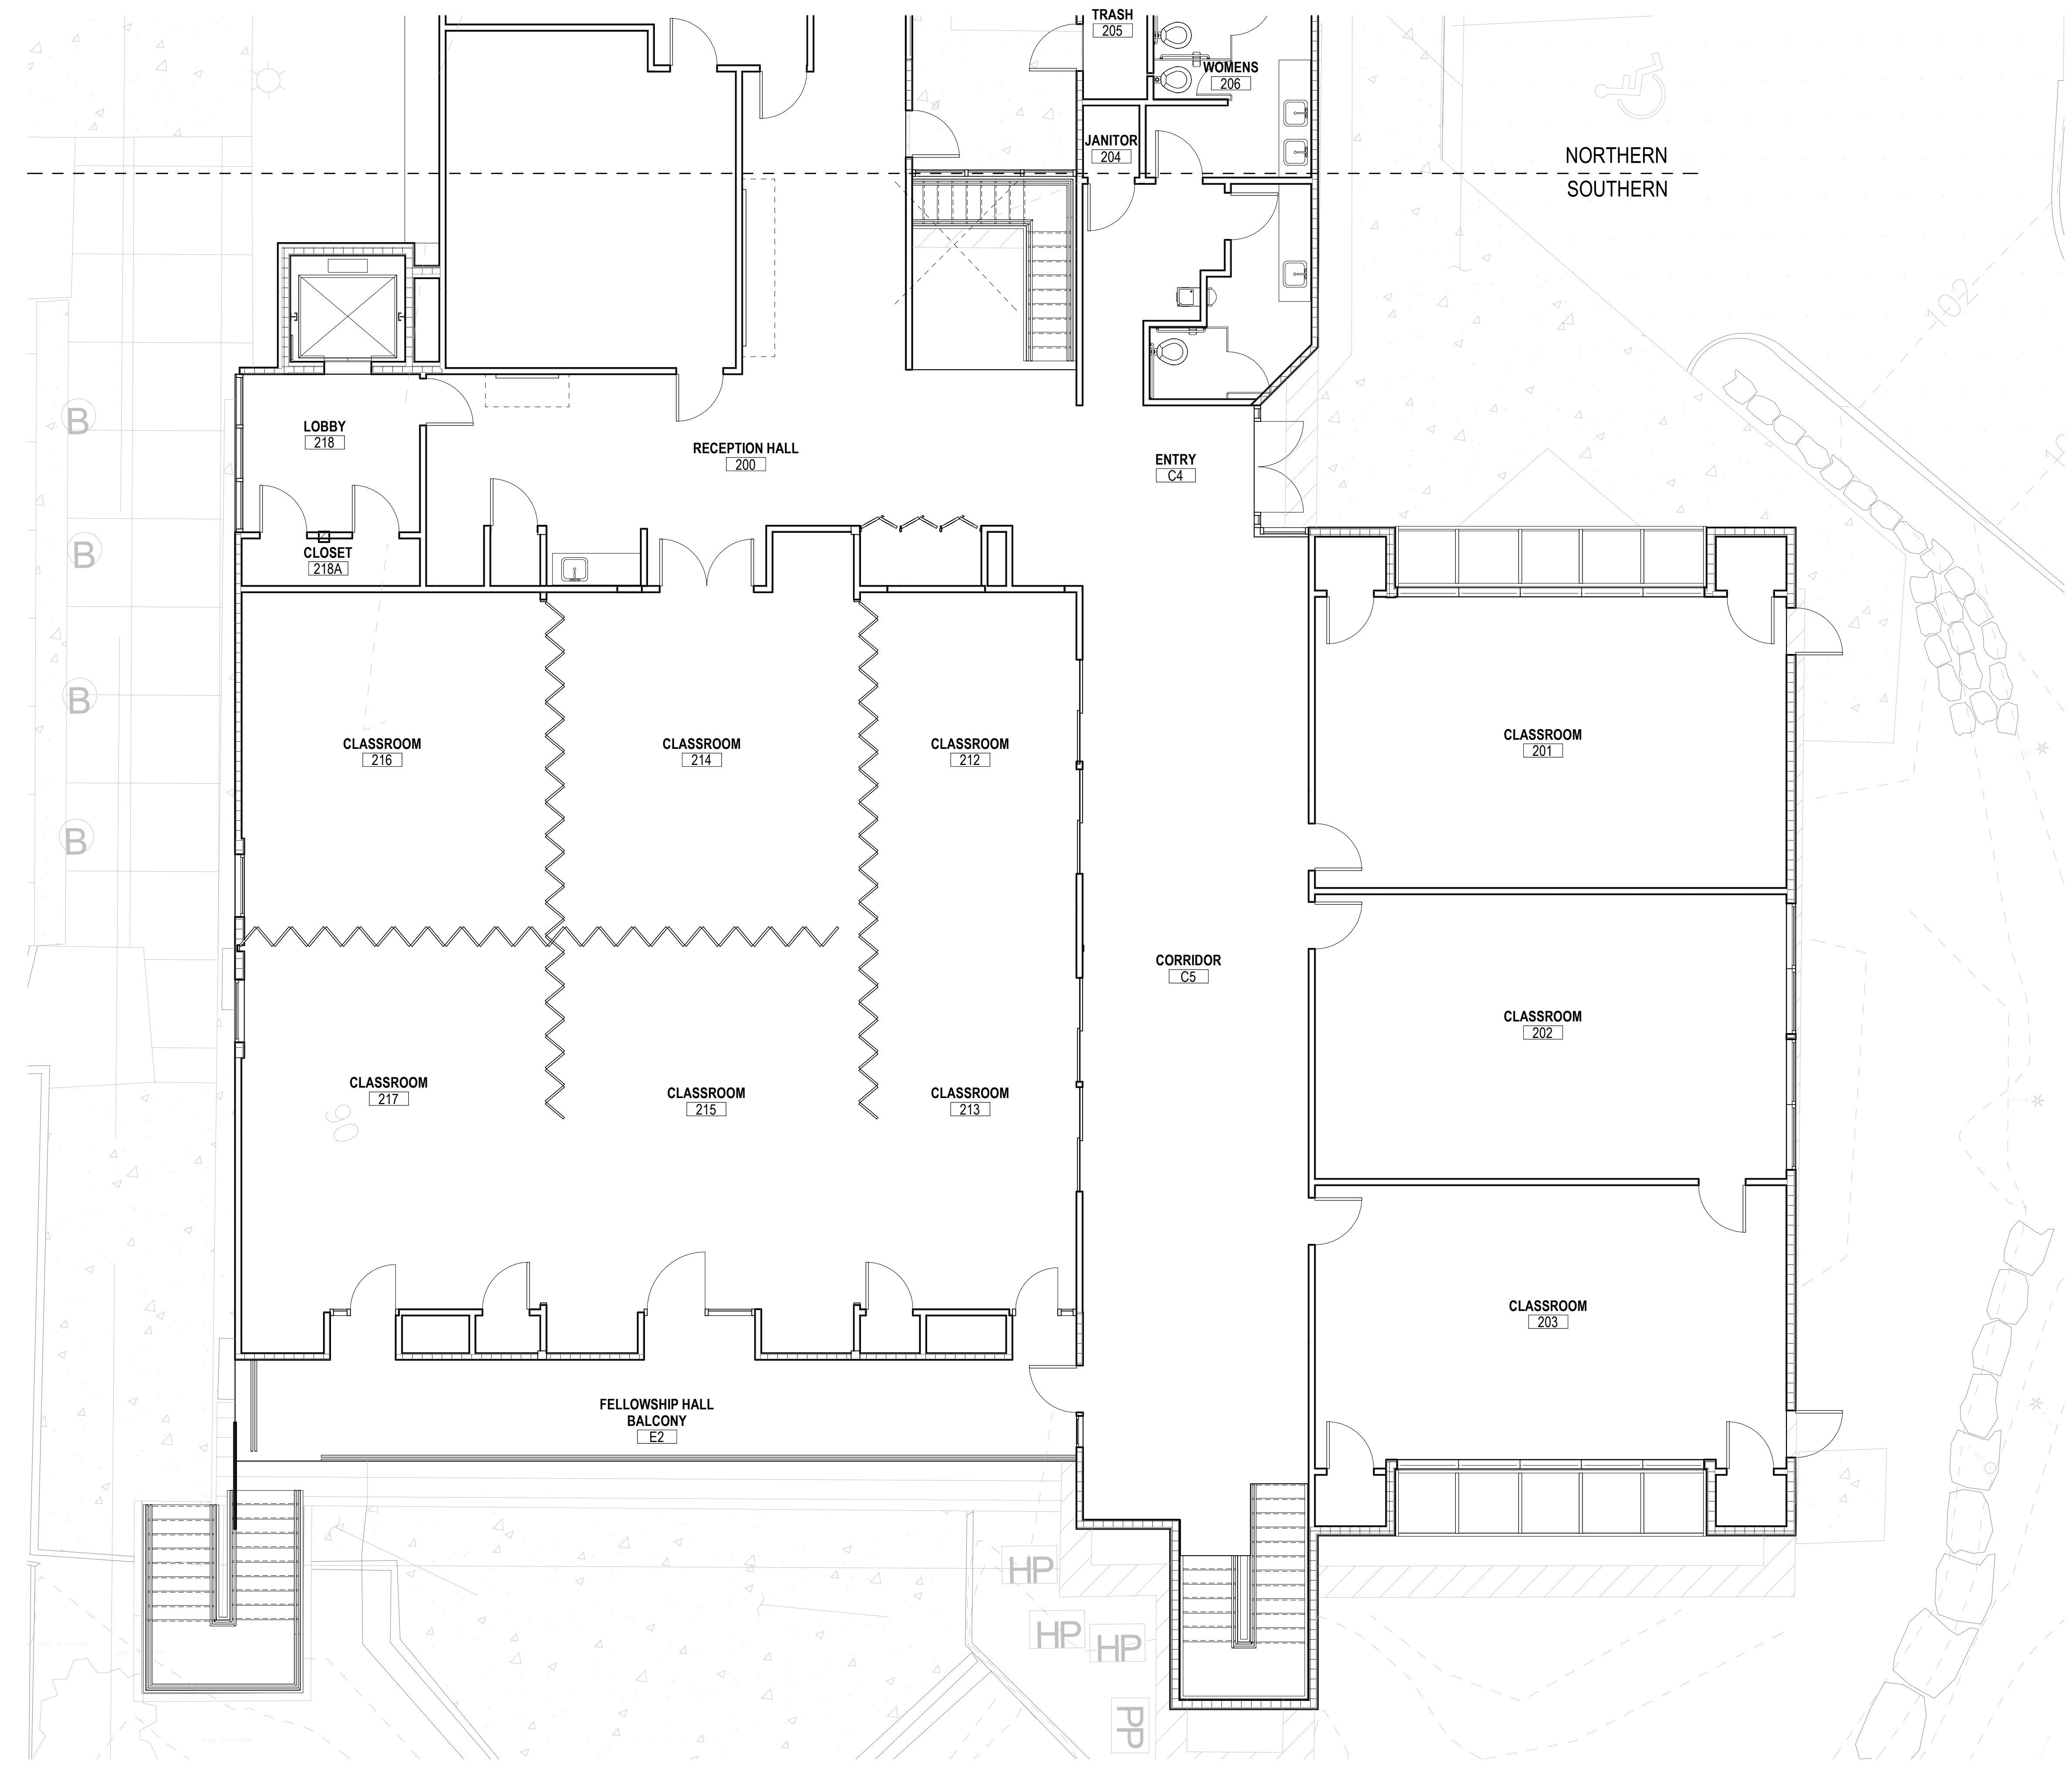 TRASH
205
WOMENS
206
JANITOR
204
NORTHERN
SOUTHERN
102
LOBBY
218
RECEPTION HALL
200
ENTRY
C4
B
CLOSET
218A
B
B
B
CLASSROOM
216
CLASSROOM
214
CLASSROOM
212
CLASSROOM
201
CORRIDOR
C5
CLASSROOM
202
CLASSROOM
217
CLASSROOM
215
CLASSROOM
213
90
CLASSROOM
203
FELLOWSHIP HALL
BALCONY
E2
HP
HP
HP
PP